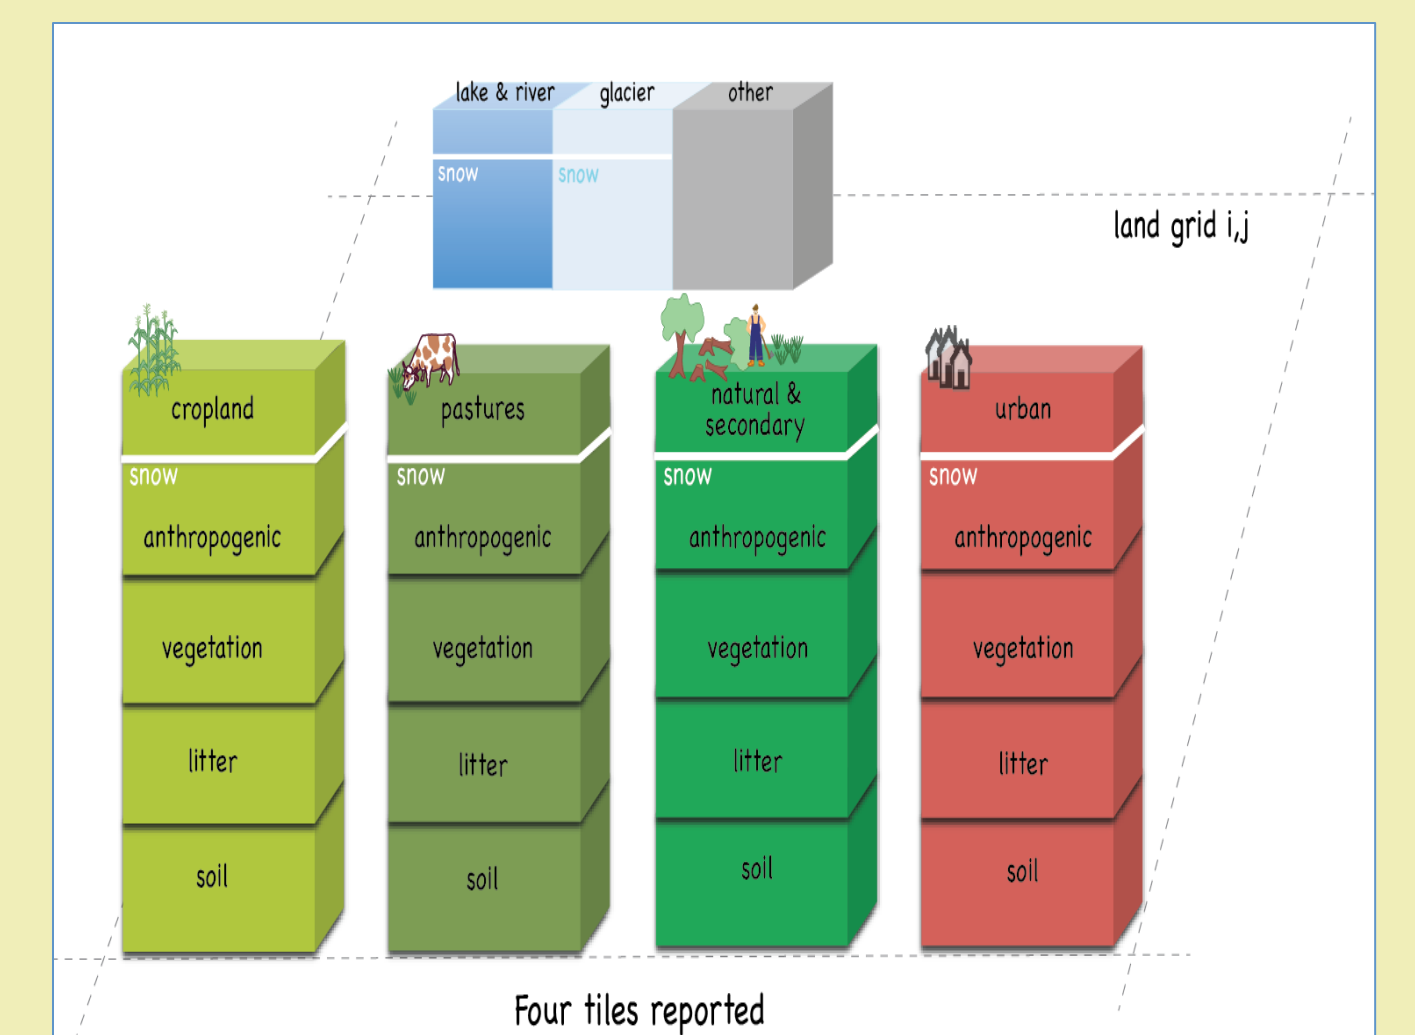 lake & river
glacier
other
snow
snow
land grid i,j
cropland
snow
anthropogenic
vegetation
litter
soil
pastures
snow
anthropogenic
vegetation
litter
soil
natural &
secondary
snow
anthropogenic
vegetation
litter
soil
urban
snow
anthropogenic
vegetation
litter
soil
Four tiles reported